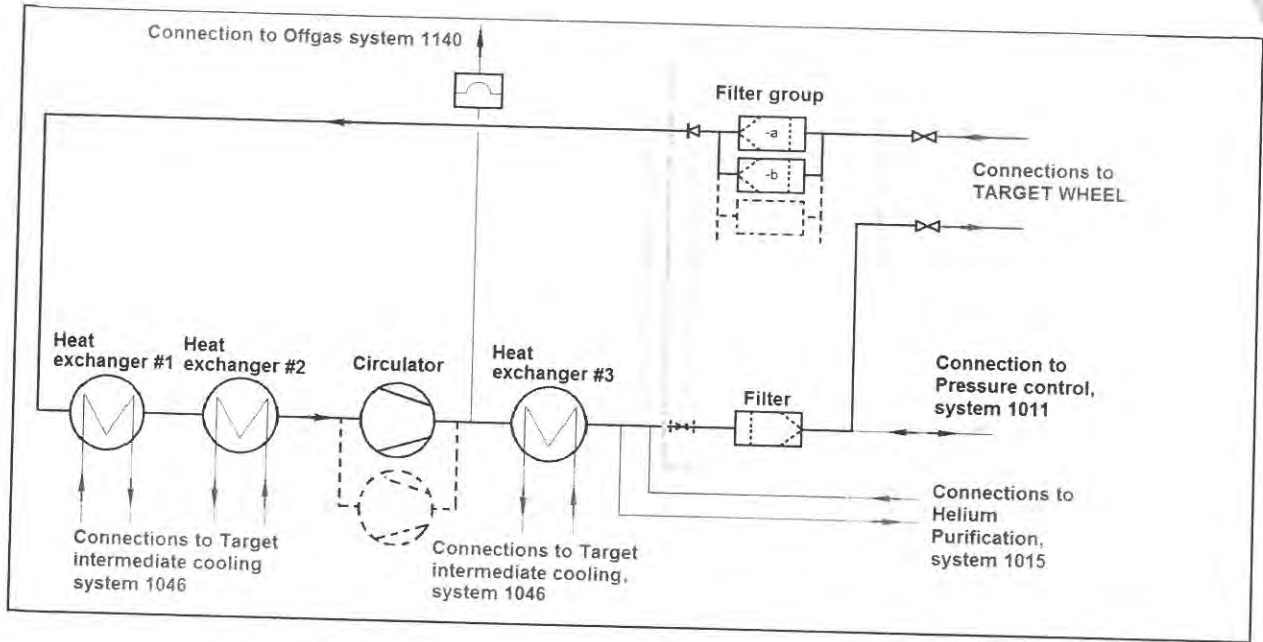 Connection to Offgas system 1140
Filter group
-a
-b
Connections to
TARGET WHEEL
Heat
exchanger #1
Heat
exchanger #2
Circulator
Heat
exchanger #3
Filter
Connection to
Pressure control,
system 1011
Connections to Target
intermediate cooling
system 1046
Connections to Target
intermediate cooling,
system 1046
Connections to
Helium
Purification,
system 1015